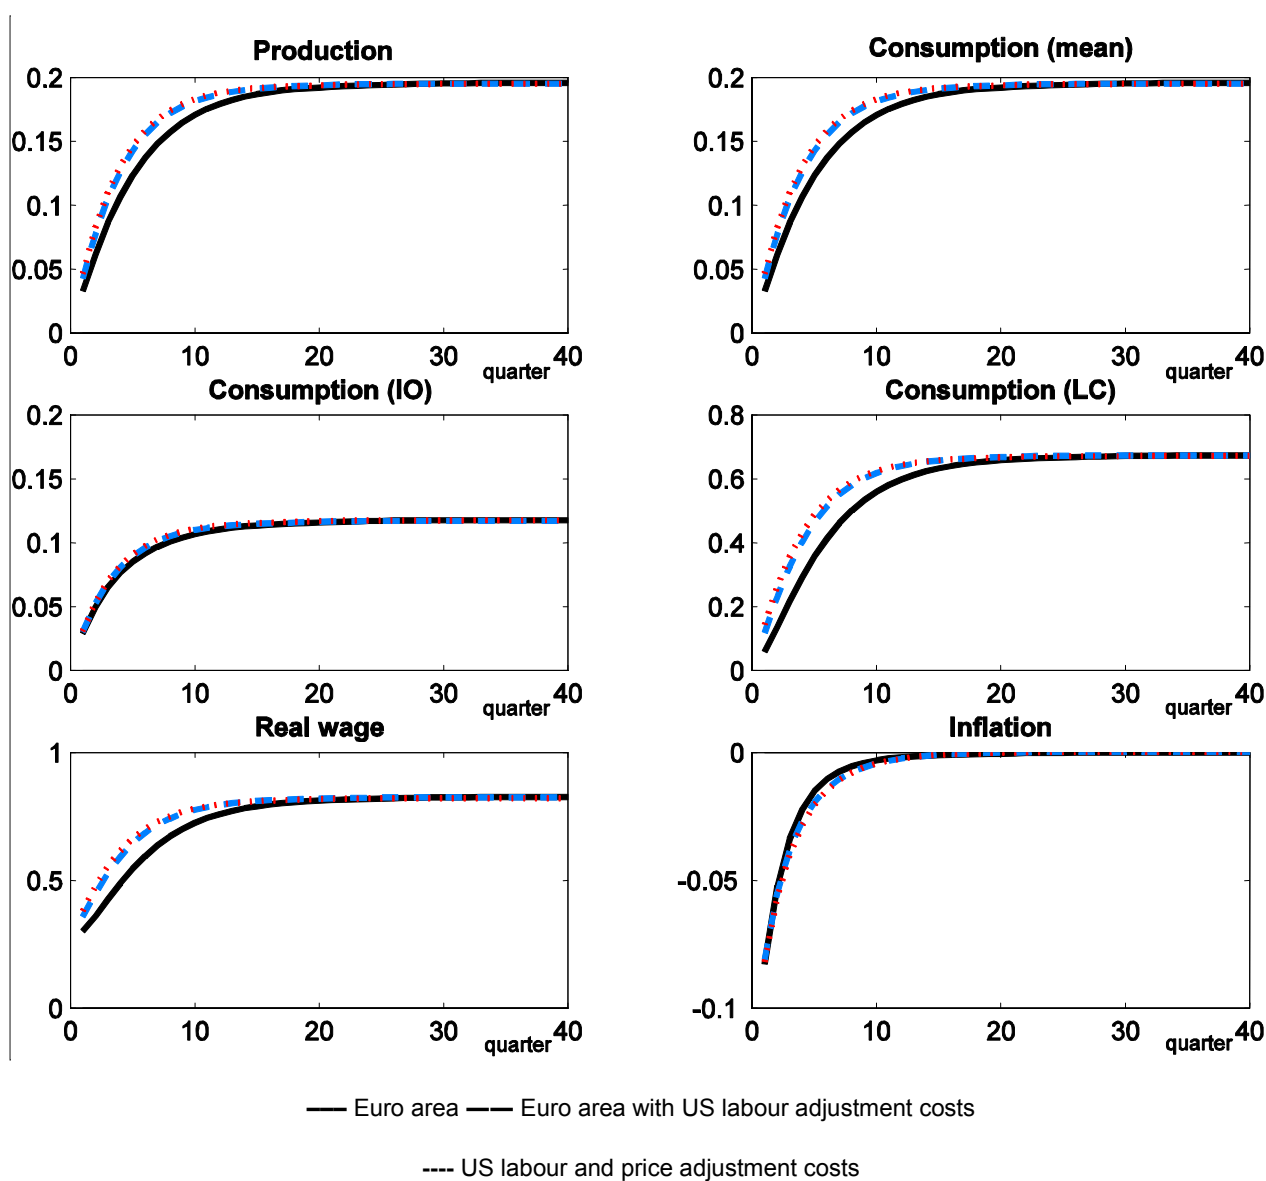 Production
Consumption (mean)
0.2
0.15
0.1
0.05
0
0 10 20 30 40
quarter
0.2
0.15
0.1
0.05
0
0 10 20 30 40
quarter
Consumption (IO)
Consumption (LC)
0.2
0.15
0.1
0.05
0
0 10 20 30 40
quarter
0.8
0.6
0.4
0.2
0
0 10 20 30 40
quarter
Real wage
Inflation
1
0.5
0
0 10 20 30 40
quarter
0
-0.05
-0.1
0 10 20 30 40
quarter
Euro area Euro area with US labour adjustment costs
US labour and price adjustment costs